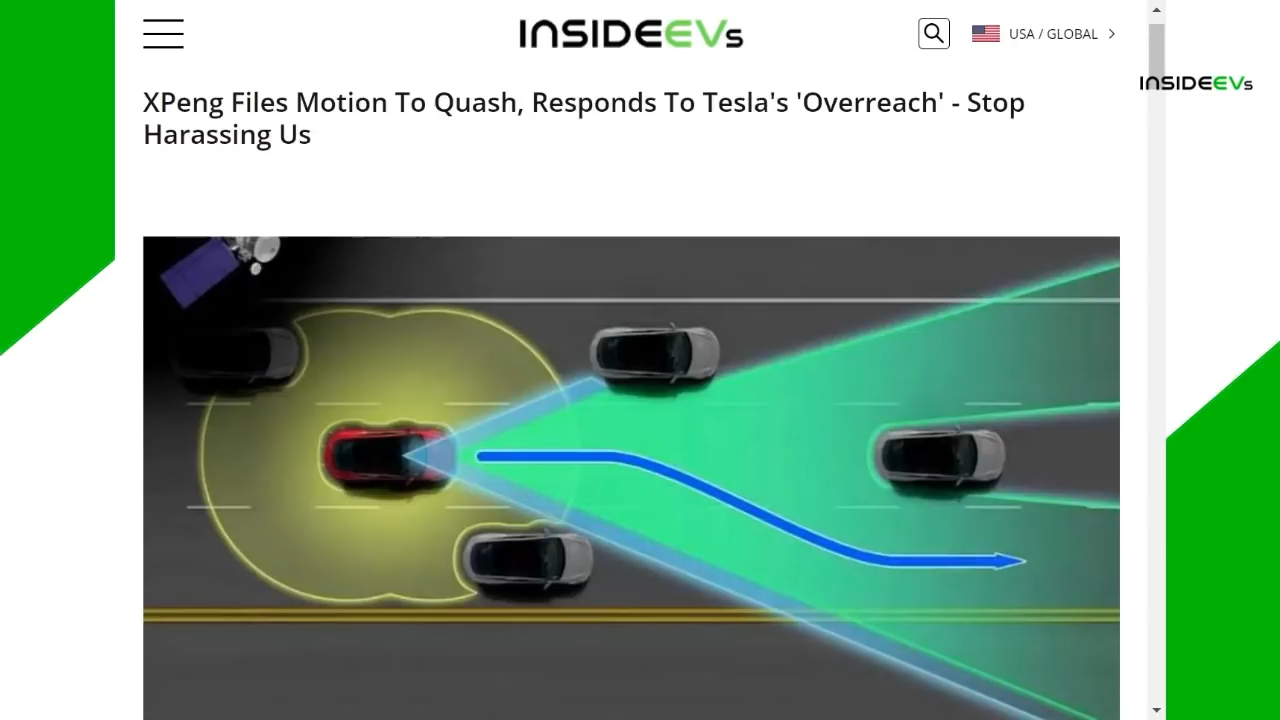 INSIDEEVs
USA / GLOBAL
INSIDEEVs
XPeng Files Motion To Quash, Responds To Tesla's 'Overreach' - Stop
Harassing Us